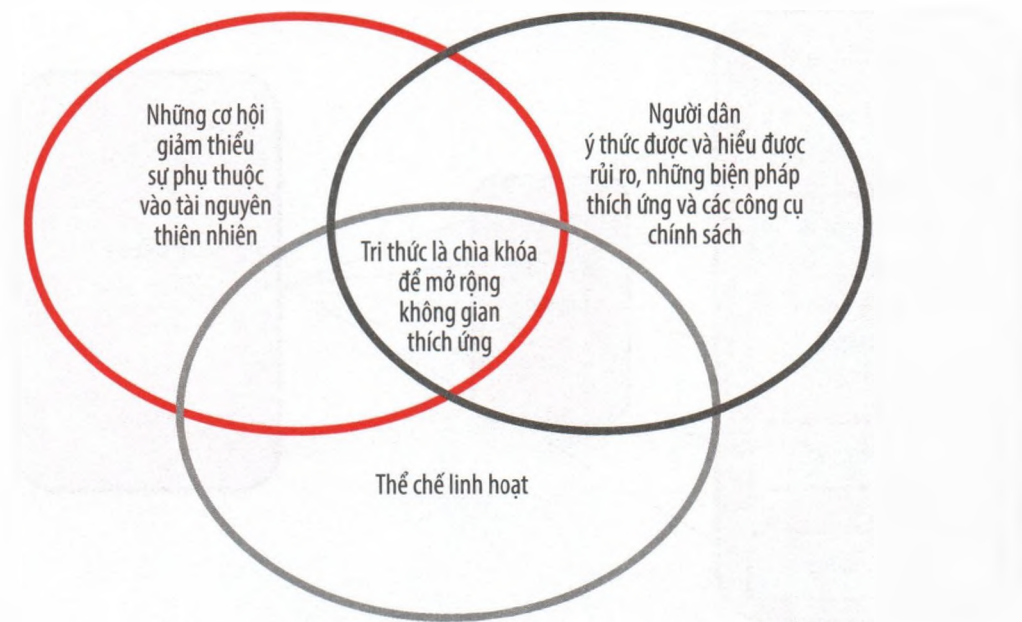 Những cơ hội
giảm thiểu
sự phụ thuộc
vào tài nguyên
thiên nhiên
Người dân
ý thức được và hiểu được
rủi ro, những biện pháp
thích ứng và các công cụ
chính sách
Tri thức là chìa khóa
để mở rộng
không gian
thích ứng
Thể chế linh hoạt